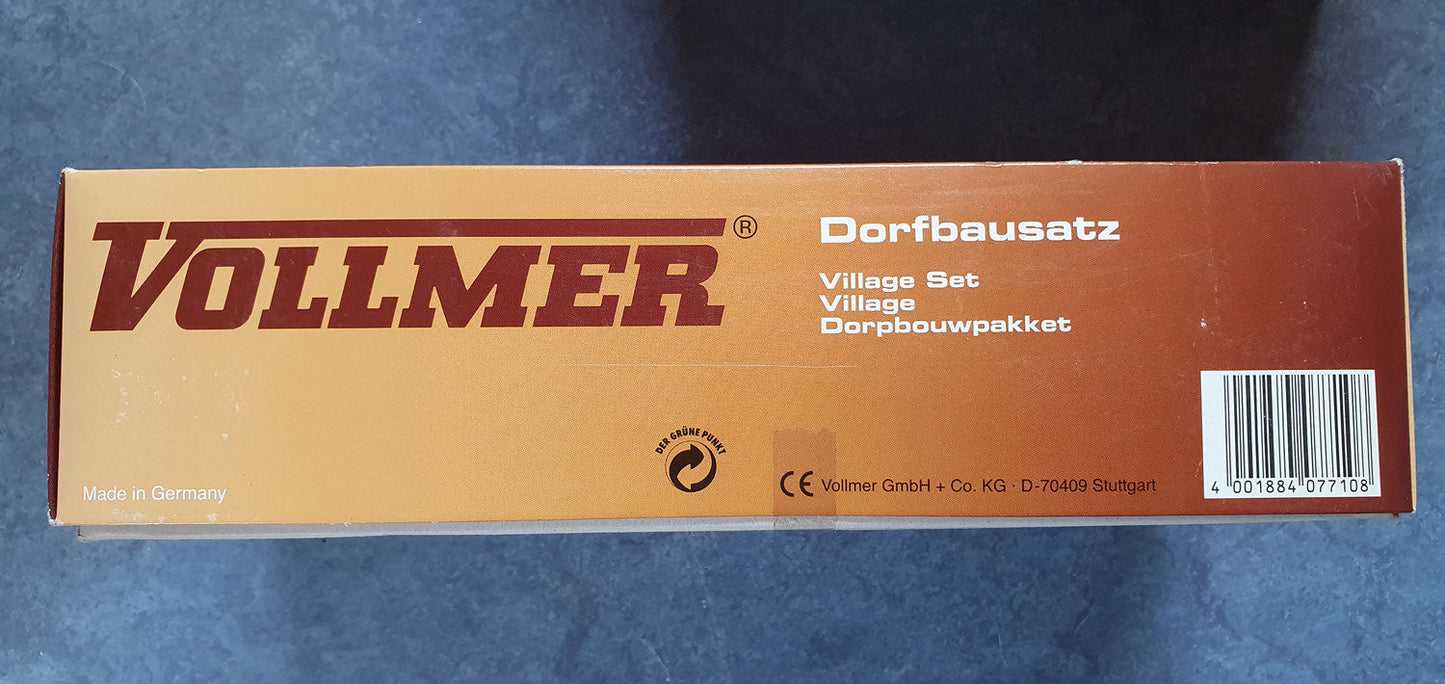 VOLLMER®
Dorfbausatz
Village Set
Village
Dorpbouwpakket
DER GRÜNE PUNKT
Made in Germany
CE Vollmer GmbH + Co. KG · D-70409 Stuttgart
4 001884 077108